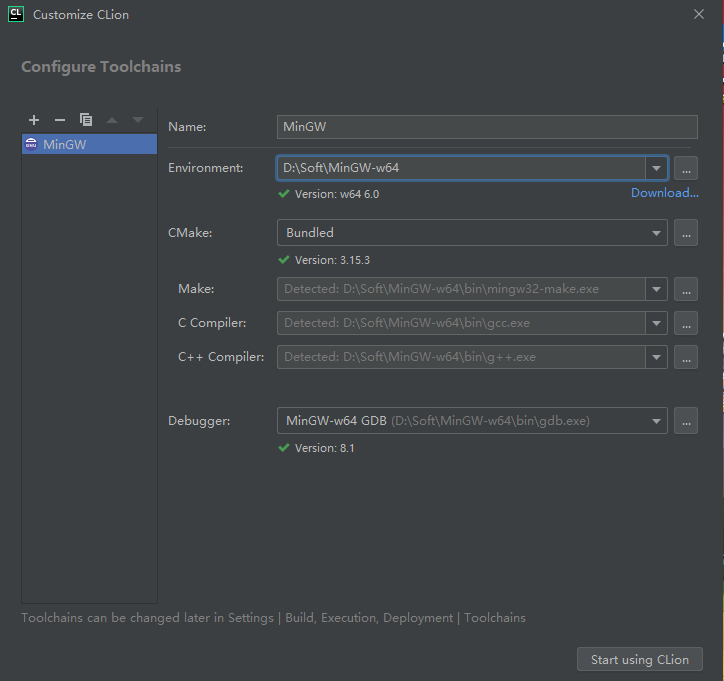 CL Customize CLion
Configure Toolchains
GNU MinGW
Name: MinGW
Environment: D:\Soft\MinGW-w64 ...
Version: w64 6.0 Download...
CMake: Bundled ...
Version: 3.15.3
Make: Detected: D:\Soft\MinGW-w64\bin\mingw32-make.exe ...
C Compiler: Detected: D:\Soft\MinGW-w64\bin\gcc.exe ...
C++ Compiler: Detected: D:\Soft\MinGW-w64\bin\g++.exe ...
Debugger: MinGW-w64 GDB (D:\Soft\MinGW-w64\bin\gdb.exe) ...
Version: 8.1
Toolchains can be changed later in Settings | Build, Execution, Deployment | Toolchains
Start using CLion